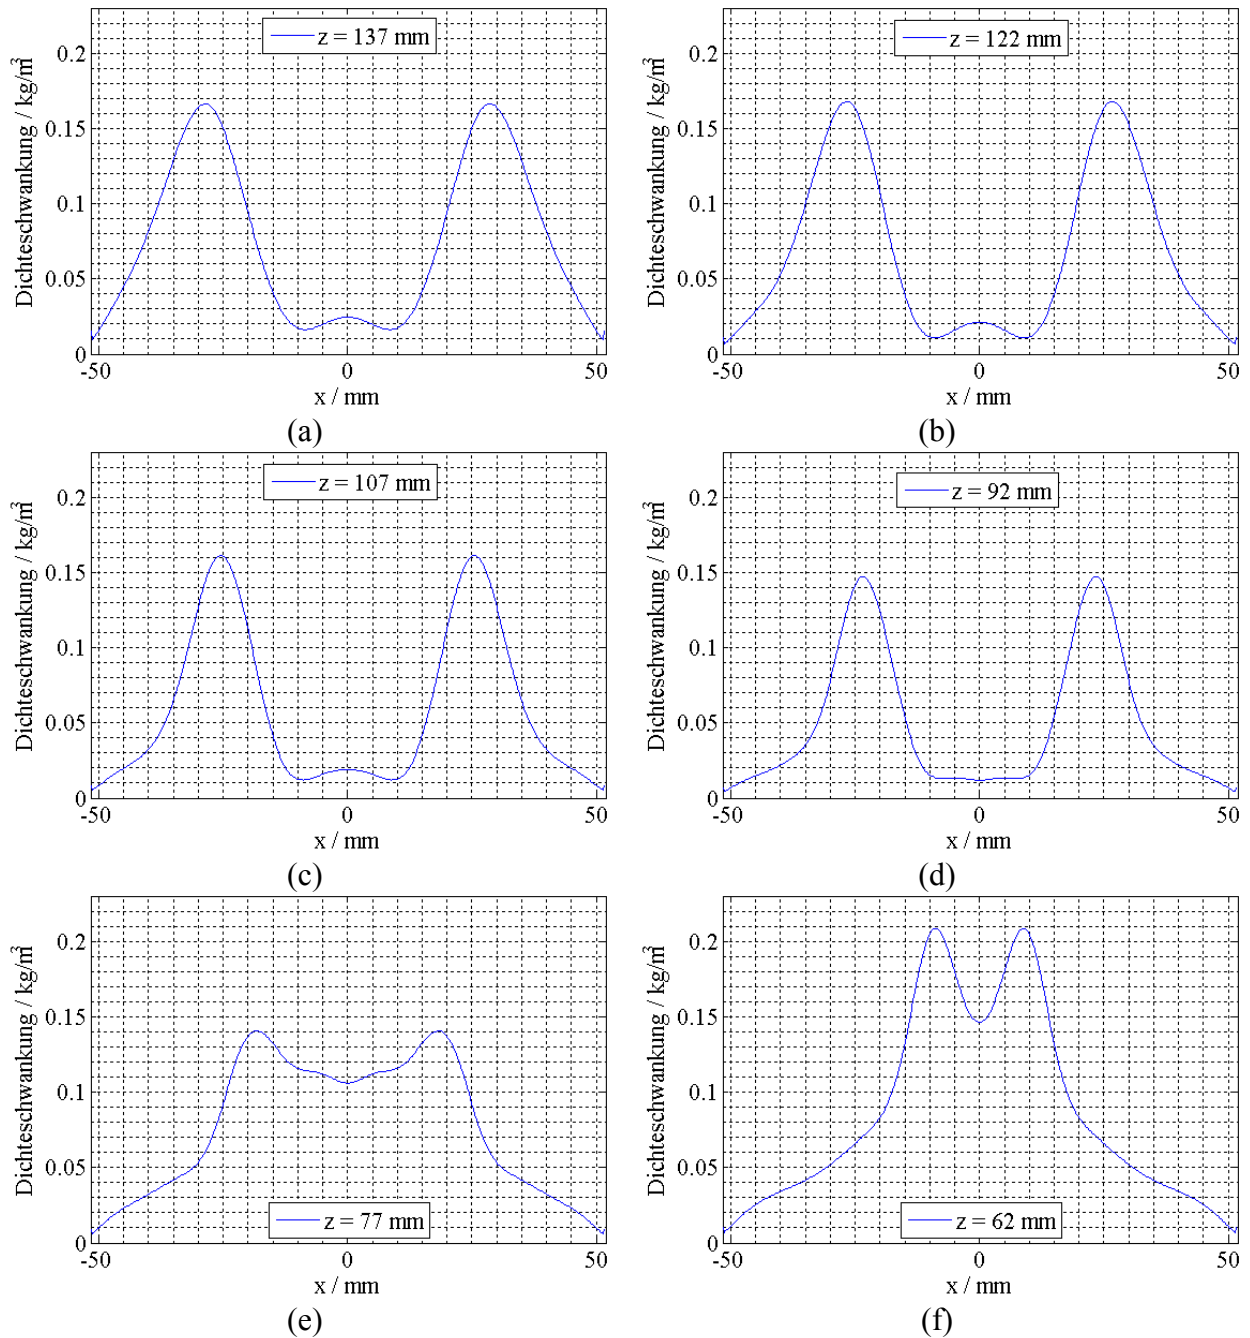 z = 137 mm
Dichteschwankung / kg/m³
0.2
0.15
0.1
0.05
0
-50 0 50
x / mm
(a)
z = 122 mm
Dichteschwankung / kg/m³
0.2
0.15
0.1
0.05
0
-50 0 50
x / mm
(b)
z = 107 mm
Dichteschwankung / kg/m³
0.2
0.15
0.1
0.05
0
-50 0 50
x / mm
(c)
z = 92 mm
Dichteschwankung / kg/m³
0.2
0.15
0.1
0.05
0
-50 0 50
x / mm
(d)
Dichteschwankung / kg/m³
0.2
0.15
0.1
0.05
0
z = 77 mm
-50 0 50
x / mm
(e)
Dichteschwankung / kg/m³
0.2
0.15
0.1
0.05
0
z = 62 mm
-50 0 50
x / mm
(f)